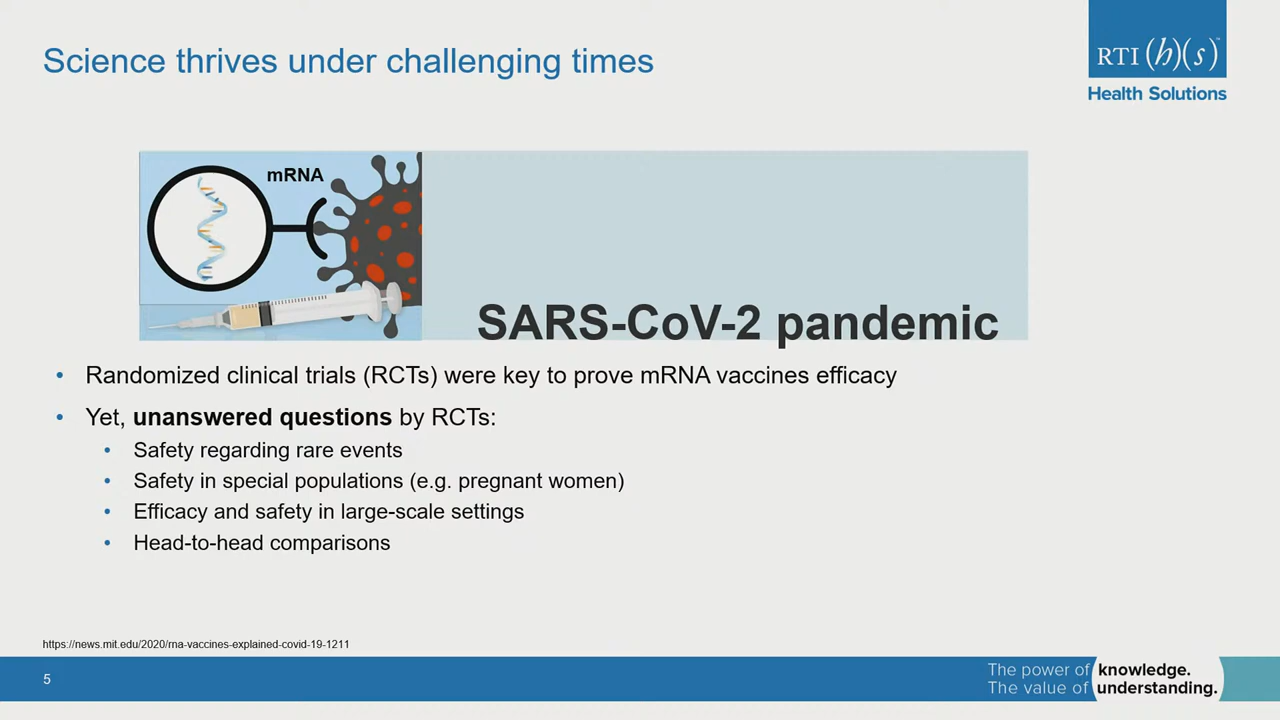 Science thrives under challenging times
RTI (h)(s)™
Health Solutions
mRNA
SARS-CoV-2 pandemic
• Randomized clinical trials (RCTs) were key to prove mRNA vaccines efficacy
• Yet, unanswered questions by RCTs:
• Safety regarding rare events
• Safety in special populations (e.g. pregnant women)
• Efficacy and safety in large-scale settings
• Head-to-head comparisons
https://news.mit.edu/2020/rna-vaccines-explained-covid-19-1211
5
The power of knowledge.
The value of understanding.